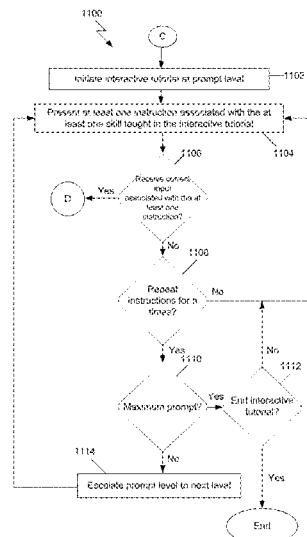 1100
C
Initiate interactive tutorial at prompt level
1102
Present at least one instruction associated with the at
least one skill taught in the interactive tutorial
1104
1106
Receive correct
input
associated with the at
least one
instruction?
Yes
D
No
1108
Repeat
instructions for n
times?
No
Yes
1110
Maximum prompt?
Yes
No
1112
End interactive
tutorial?
No
1114
Escalate prompt level to next level
Yes
End